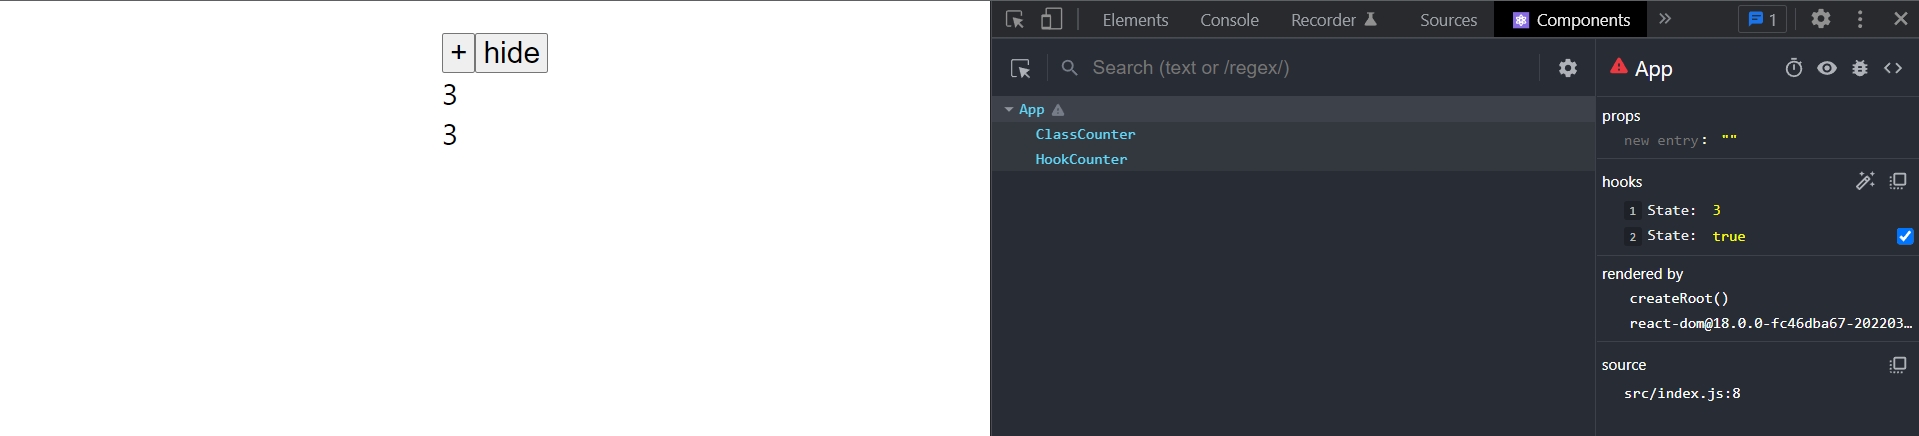 + hide
3
3
Elements Console Recorder Sources Components » 1
Search (text or /regex/)
App
ClassCounter
HookCounter
App
props
new entry: ""
hooks
1 State: 3
2 State: true
rendered by
createRoot()
react-dom@18.0.0-fc46dba67-202203…
source
src/index.js:8